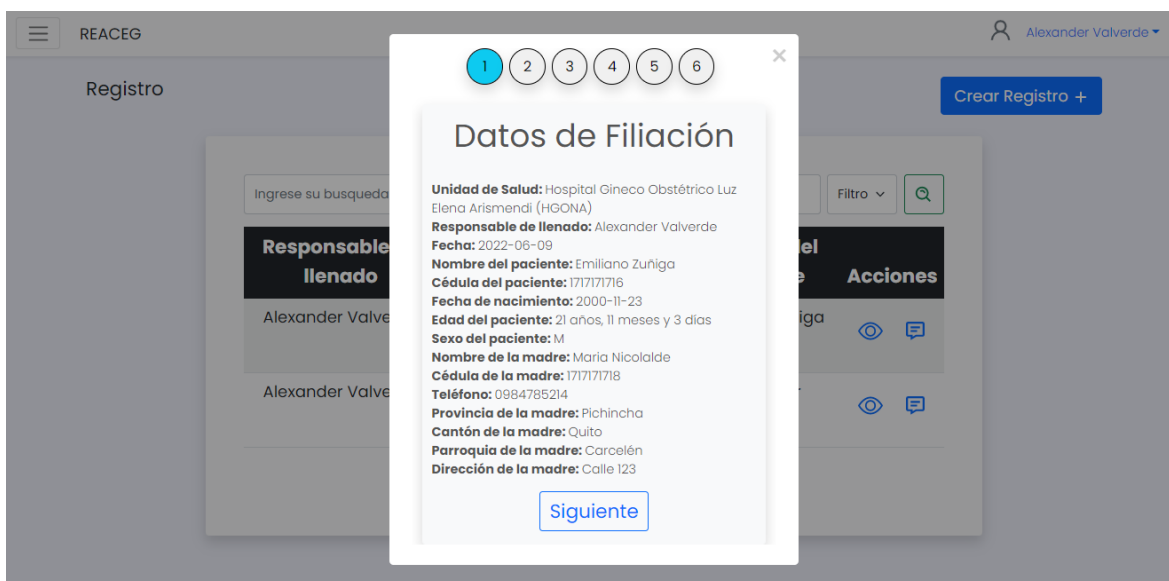 REACEG
Alexander Valverde
1 2 3 4 5 6
×
Registro
Crear Registro +
Datos de Filiación
Unidad de Salud: Hospital Gineco Obstétrico Luz
Elena Arismendi (HGONA)
Responsable de llenado: Alexander Valverde
Fecha: 2022-06-09
Nombre del paciente: Emiliano Zuñiga
Cédula del paciente: 1717171716
Fecha de nacimiento: 2000-11-23
Edad del paciente: 21 años, 11 meses y 3 días
Sexo del paciente: M
Nombre de la madre: Maria Nicolalde
Cédula de la madre: 1717171718
Teléfono: 0984785214
Provincia de la madre: Pichincha
Cantón de la madre: Quito
Parroquia de la madre: Carcelén
Dirección de la madre: Calle 123
Siguiente
Ingrese su busqueda
Filtro
Responsable
llenado
Acciones
Alexander Valve
iga
Alexander Valve